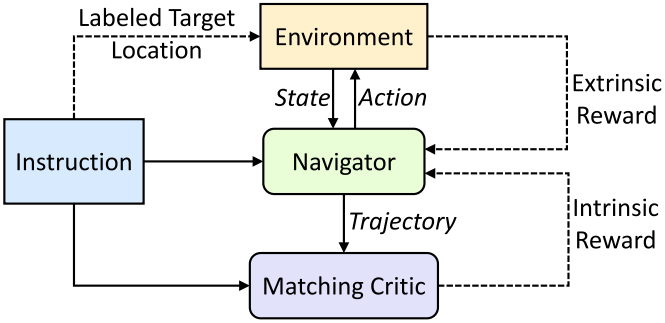 Labeled Target
Location
Environment
State
Action
Extrinsic
Reward
Instruction
Navigator
Trajectory
Intrinsic
Reward
Matching Critic